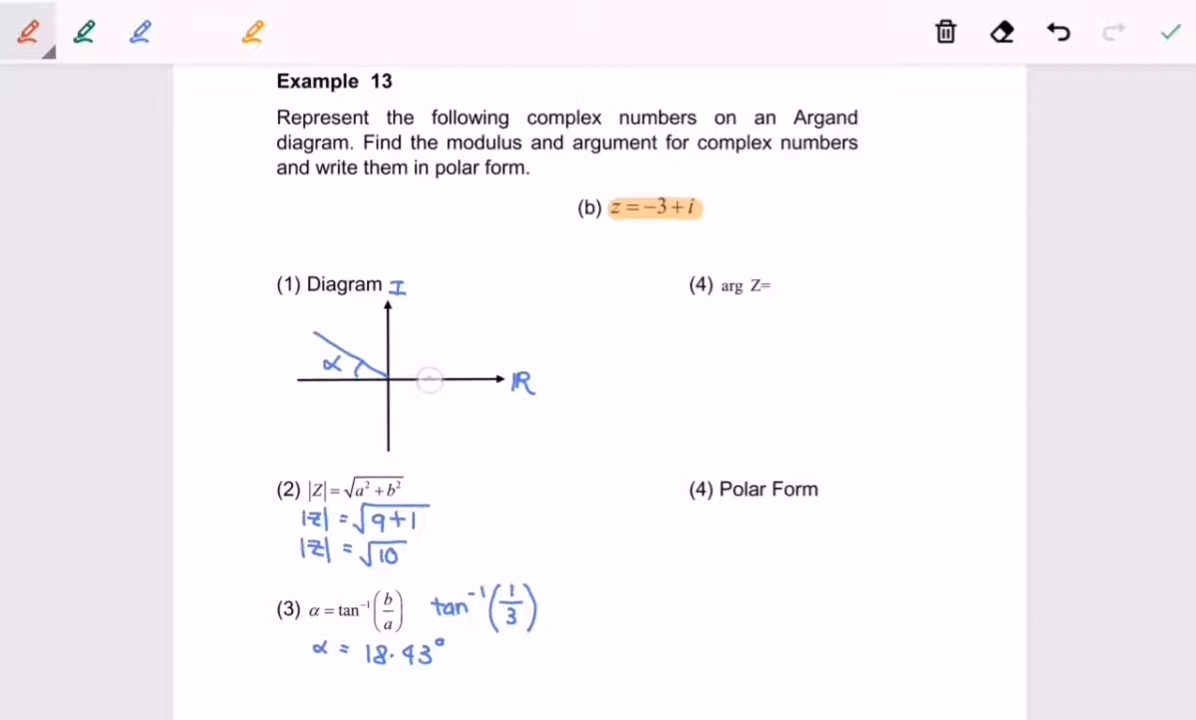 Example 13
Represent the following complex numbers on an Argand
diagram. Find the modulus and argument for complex numbers
and write them in polar form.
(b) z = −3 + i
(1) Diagram I
(4) arg Z=
α
R
(2) |Z| = √(a² + b²)
(4) Polar Form
|z| = √(9+1)
|z| = √10
(3) α = tan⁻¹(b/a) tan⁻¹(1/3)
α = 18.43°